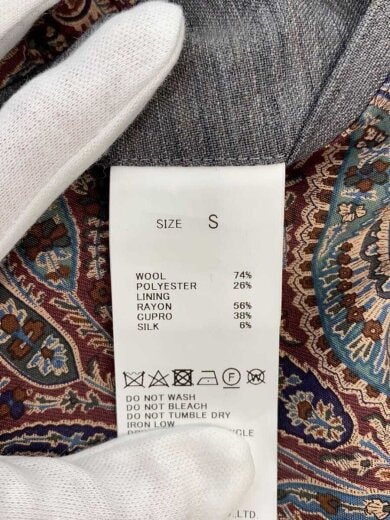 SIZE S
WOOL 74%
POLYESTER 26%
LINING
RAYON 56%
CUPRO 38%
SILK 6%
DO NOT WASH
DO NOT BLEACH
DO NOT TUMBLE DRY
IRON LOW
LTD.